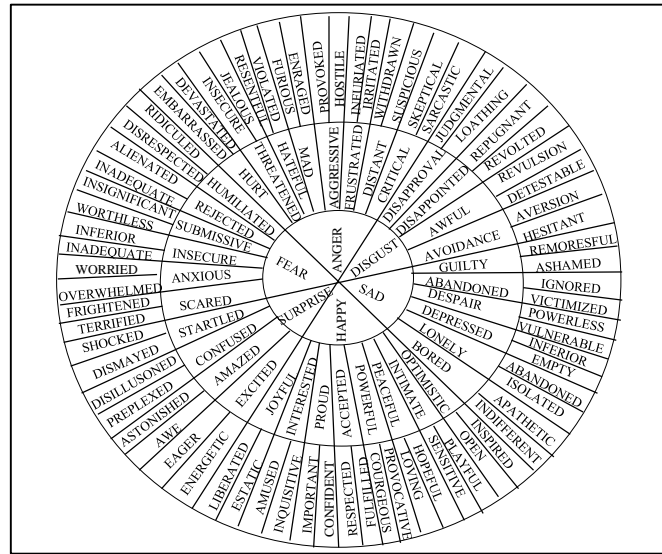 ANGER
DISGUST
SAD
HAPPY
SURPRISE
FEAR
HURT
THREATENED
HATEFUL
MAD
AGGRESSIVE
FRUSTRATED
DISTANT
CRITICAL
DISAPPROVAL
DISAPPOINTED
AWFUL
AVOIDANCE
GUILTY
ABANDONED
DESPAIR
DEPRESSED
LONELY
BORED
OPTIMISTIC
INTIMATE
PEACEFUL
POWERFUL
ACCEPTED
PROUD
INTERESTED
JOYFUL
EXCITED
AMAZED
CONFUSED
STARTLED
SCARED
ANXIOUS
INSECURE
SUBMISSIVE
REJECTED
HUMILIATED
EMBARRASSED
DEVASTATED
INSECURE
JEALOUS
RESENTED
VIOLATED
FURIOUS
ENRAGED
PROVOKED
HOSTILE
INFURIATED
IRRITATED
WITHDRAWN
SUSPICIOUS
SKEPTICAL
SARCASTIC
JUDGMENTAL
LOATHING
REPUGNANT
REVOLTED
REVULSION
DETESTABLE
AVERSION
HESITANT
REMORESFUL
ASHAMED
IGNORED
VICTIMIZED
POWERLESS
VULNERABLE
INFERIOR
EMPTY
ABANDONED
ISOLATED
APATHETIC
INDIFFERENT
INSPIRED
OPEN
PLAYFUL
SENSITIVE
HOPEFUL
LOVING
PROVOCATIVE
COURGEOUS
FULFILLED
RESPECTED
CONFIDENT
IMPORTANT
INQUISITIVE
AMUSED
ESTATIC
LIBERATED
ENERGETIC
EAGER
AWE
ASTONISHED
PREPLEXED
DISILLUSONED
DISMAYED
SHOCKED
TERRIFIED
FRIGHTENED
OVERWHELMED
WORRIED
INADEQUATE
INFERIOR
WORTHLESS
INSIGNIFICANT
INADEQUATE
ALIENATED
DISRESPECTED
RIDICULED